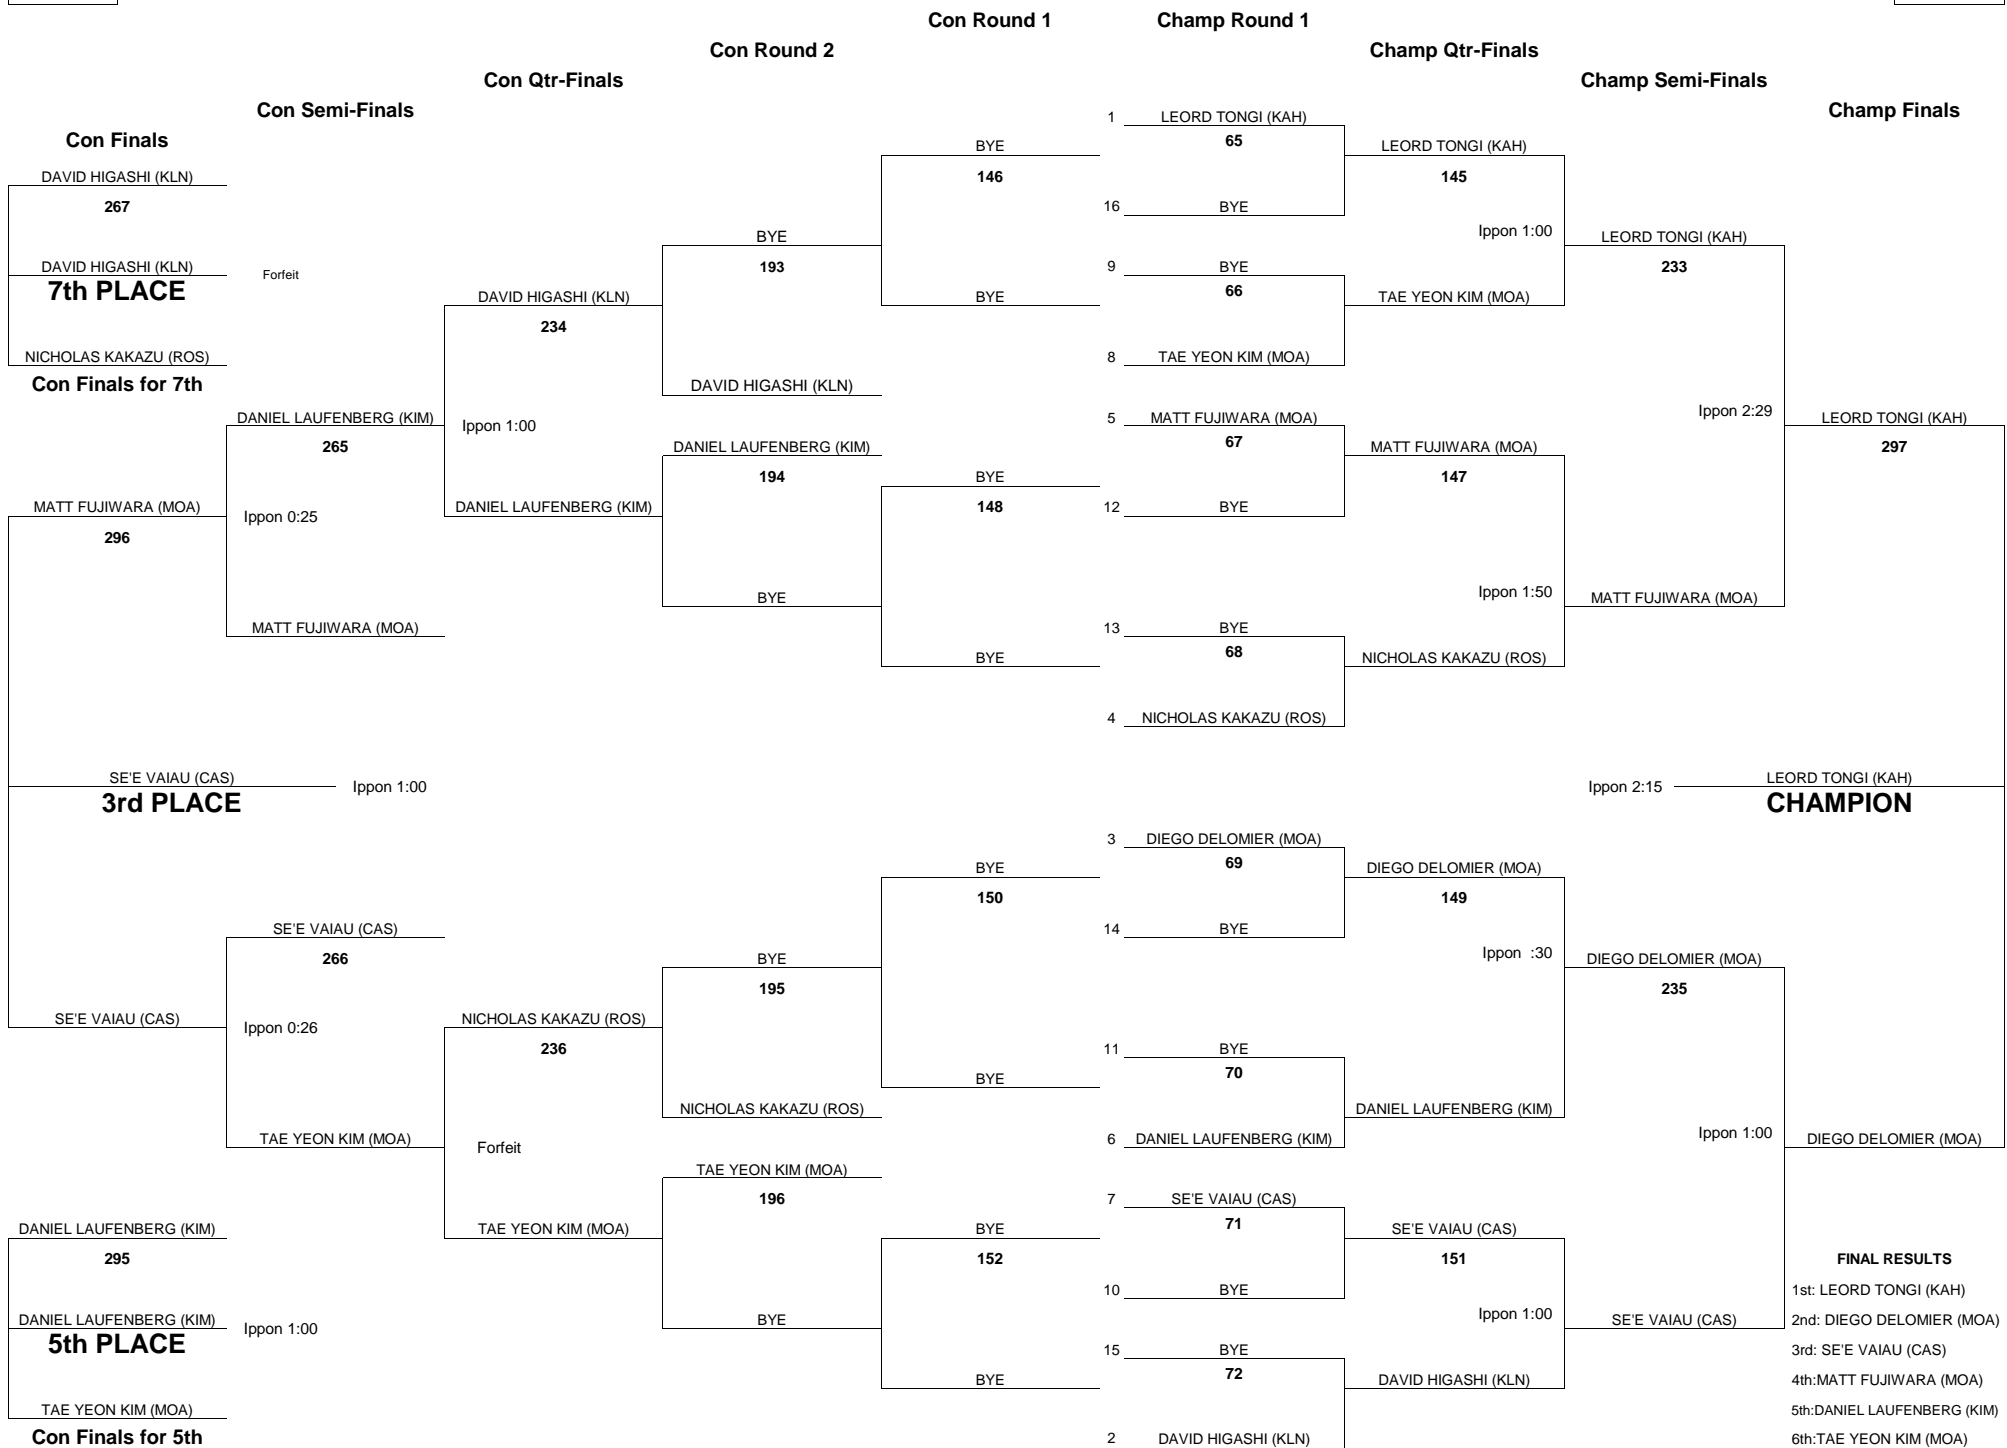 Con Round 1 Champ Round 1
Con Round 2 Champ Qtr-Finals
Con Qtr-Finals Champ Semi-Finals
Con Semi-Finals Champ Finals
Con Finals
1 LEORD TONGI (KAH)
65
16 BYE
9 BYE
66
8 TAE YEON KIM (MOA)
5 MATT FUJIWARA (MOA)
67
12 BYE
13 BYE
68
4 NICHOLAS KAKAZU (ROS)
3 DIEGO DELOMIER (MOA)
69
14 BYE
11 BYE
70
6 DANIEL LAUFENBERG (KIM)
7 SE'E VAIAU (CAS)
71
10 BYE
15 BYE
72
2 DAVID HIGASHI (KLN)
LEORD TONGI (KAH)
145
Ippon 1:00
TAE YEON KIM (MOA)
MATT FUJIWARA (MOA)
147
Ippon 1:50
NICHOLAS KAKAZU (ROS)
DIEGO DELOMIER (MOA)
149
Ippon :30
DANIEL LAUFENBERG (KIM)
SE'E VAIAU (CAS)
151
Ippon 1:00
DAVID HIGASHI (KLN)
LEORD TONGI (KAH)
233
Ippon 2:29
MATT FUJIWARA (MOA)
DIEGO DELOMIER (MOA)
235
Ippon 1:00
SE'E VAIAU (CAS)
LEORD TONGI (KAH)
297
Ippon 2:15
LEORD TONGI (KAH)
CHAMPION
DIEGO DELOMIER (MOA)
BYE
146
BYE
BYE
148
BYE
BYE
150
BYE
BYE
152
BYE
BYE
193
DAVID HIGASHI (KLN)
DANIEL LAUFENBERG (KIM)
194
BYE
BYE
195
NICHOLAS KAKAZU (ROS)
TAE YEON KIM (MOA)
196
BYE
DAVID HIGASHI (KLN)
234
Ippon 1:00
DANIEL LAUFENBERG (KIM)
NICHOLAS KAKAZU (ROS)
236
Forfeit
TAE YEON KIM (MOA)
DANIEL LAUFENBERG (KIM)
265
Ippon 0:25
MATT FUJIWARA (MOA)
SE'E VAIAU (CAS)
266
Ippon 0:26
TAE YEON KIM (MOA)
DAVID HIGASHI (KLN)
267
DAVID HIGASHI (KLN)
Forfeit
7th PLACE
NICHOLAS KAKAZU (ROS)
Con Finals for 7th
MATT FUJIWARA (MOA)
296
SE'E VAIAU (CAS)
Ippon 1:00
3rd PLACE
SE'E VAIAU (CAS)
DANIEL LAUFENBERG (KIM)
295
DANIEL LAUFENBERG (KIM)
Ippon 1:00
5th PLACE
TAE YEON KIM (MOA)
Con Finals for 5th
FINAL RESULTS
1st: LEORD TONGI (KAH)
2nd: DIEGO DELOMIER (MOA)
3rd: SE'E VAIAU (CAS)
4th:MATT FUJIWARA (MOA)
5th:DANIEL LAUFENBERG (KIM)
6th:TAE YEON KIM (MOA)